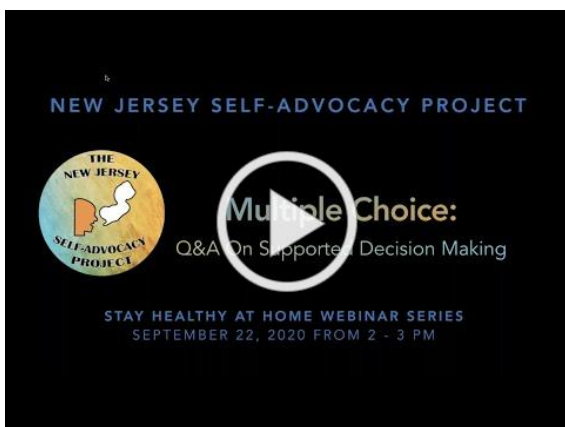 NEW JERSEY SELF-ADVOCACY PROJECT
THE
NEW JERSEY
SELF-ADVOCACY
PROJECT
Multiple Choice:
Q&A On Supported Decision Making
STAY HEALTHY AT HOME WEBINAR SERIES
SEPTEMBER 22, 2020 FROM 2 - 3 PM